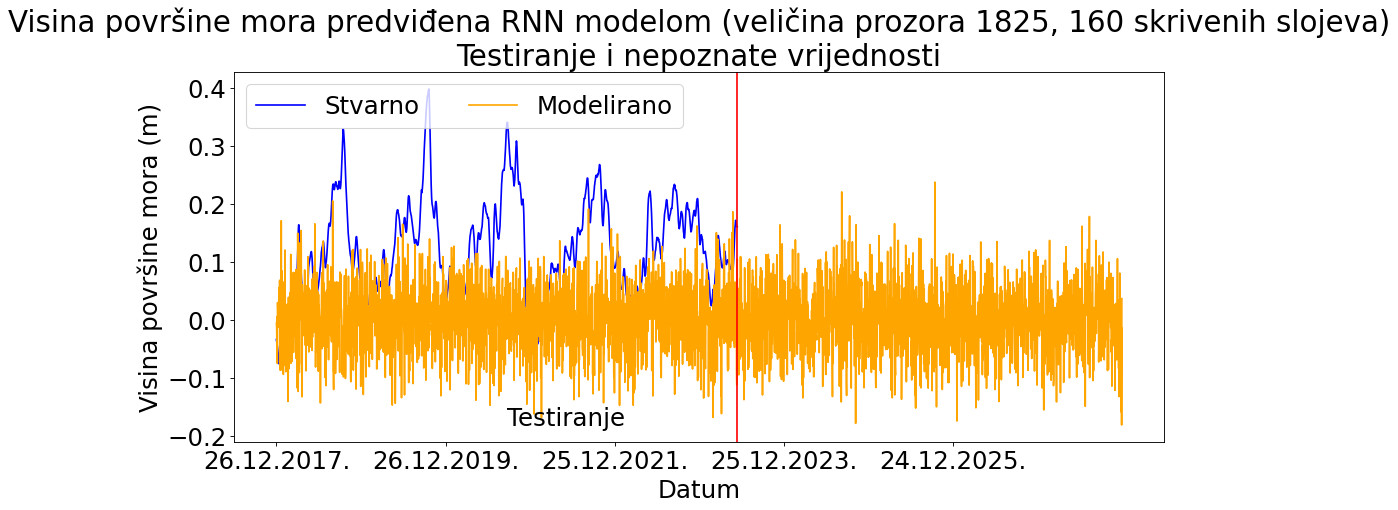 Visina površine mora predviđena RNN modelom (veličina prozora 1825, 160 skrivenih slojeva)
Testiranje i nepoznate vrijednosti
Stvarno
Modelirano
Visina površine mora (m)
0.4
0.3
0.2
0.1
0.0
−0.1
−0.2
Testiranje
26.12.2017.
26.12.2019.
25.12.2021.
25.12.2023.
24.12.2025.
Datum